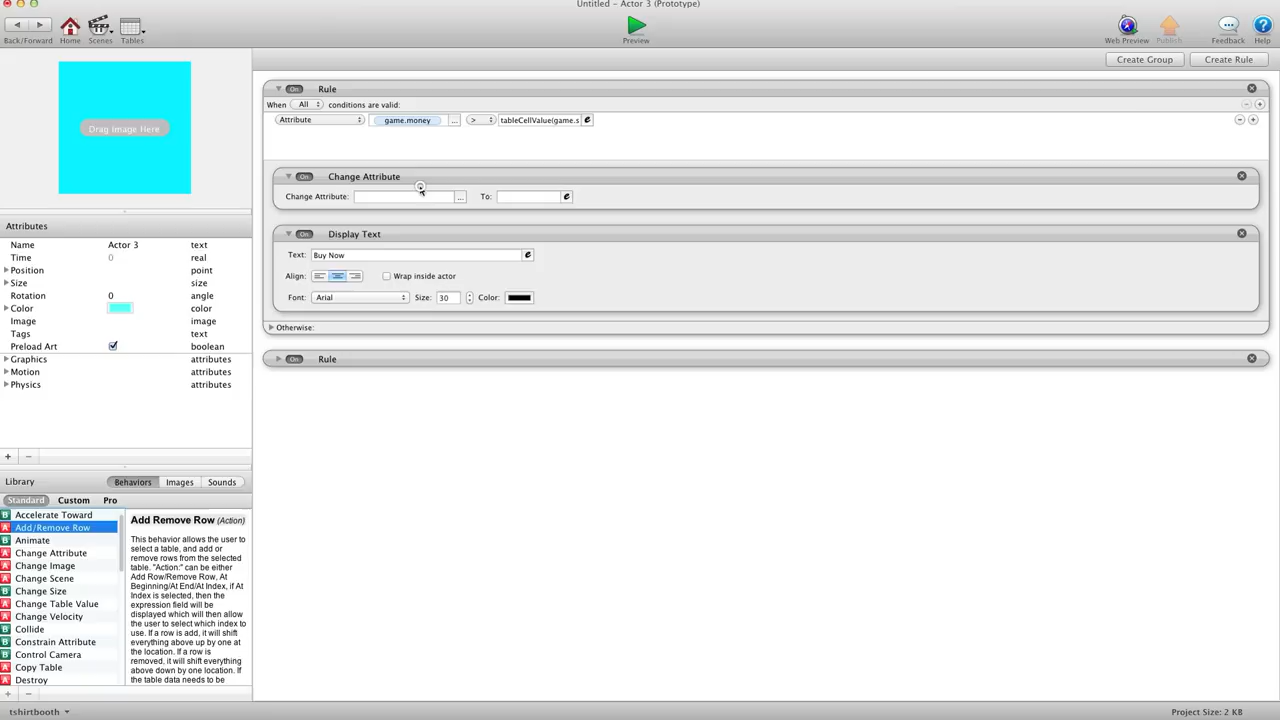 Untitled - Actor 3 (Prototype)
Back/Forward Home Scenes Tables Preview Web Preview Publish Feedback Help
Create Group Create Rule
Drag Image Here
Attributes
Name Actor 3 text
Time 0 real
Position point
Size size
Rotation 0 angle
Color color
Image image
Tags text
Preload Art boolean
Graphics attributes
Motion attributes
Physics attributes
+ -
Library Behaviors Images Sounds
Standard Custom Pro
B Accelerate Toward
A Add/Remove Row
B Animate
A Change Attribute
A Change Image
A Change Scene
B Change Size
A Change Table Value
A Change Velocity
B Collide
B Constrain Attribute
B Control Camera
A Copy Table
A Destroy
Add Remove Row (Action)
This behavior allows the user to
select a table, and add or
remove rows from the selected
table. "Action:" can be either
Add Row/Remove Row, At
Beginning/At End/At Index, if At
Index is selected, then the
expression field will be
displayed which will then allow
the user to select which index to
use. If a row is add, it will shift
everything above up by one at
the location. If a row is
removed, it will shift everything
above down by one location. If
the table data needs to be
+ -
tshirtbooth
On Rule
When All conditions are valid:
Attribute game.money ... > tableCellValue(game.s e
On Change Attribute
Change Attribute: ... To: e
On Display Text
Text: Buy Now e
Align: Wrap inside actor
Font: Arial Size: 30 Color:
Otherwise:
On Rule
Project Size: 2 KB